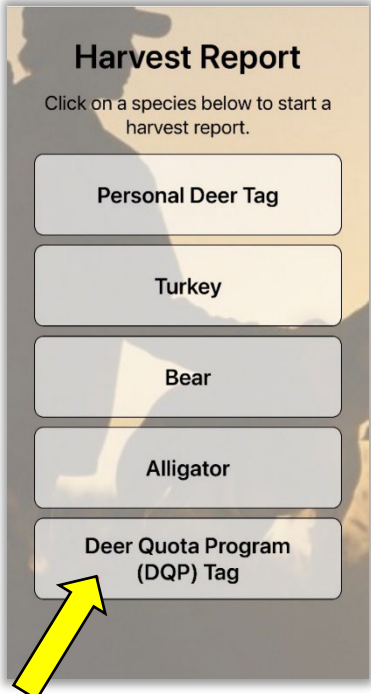 Harvest Report
Click on a species below to start a
harvest report.
Personal Deer Tag
Turkey
Bear
Alligator
Deer Quota Program
(DQP) Tag